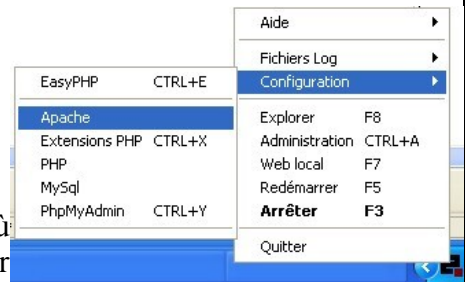 Aide
Fichiers Log
Configuration
Explorer F8
Administration CTRL+A
Web local F7
Redémarrer F5
Arrêter F3
Quitter
EasyPHP CTRL+E
Apache
Extensions PHP CTRL+X
PHP
MySql
PhpMyAdmin CTRL+Y